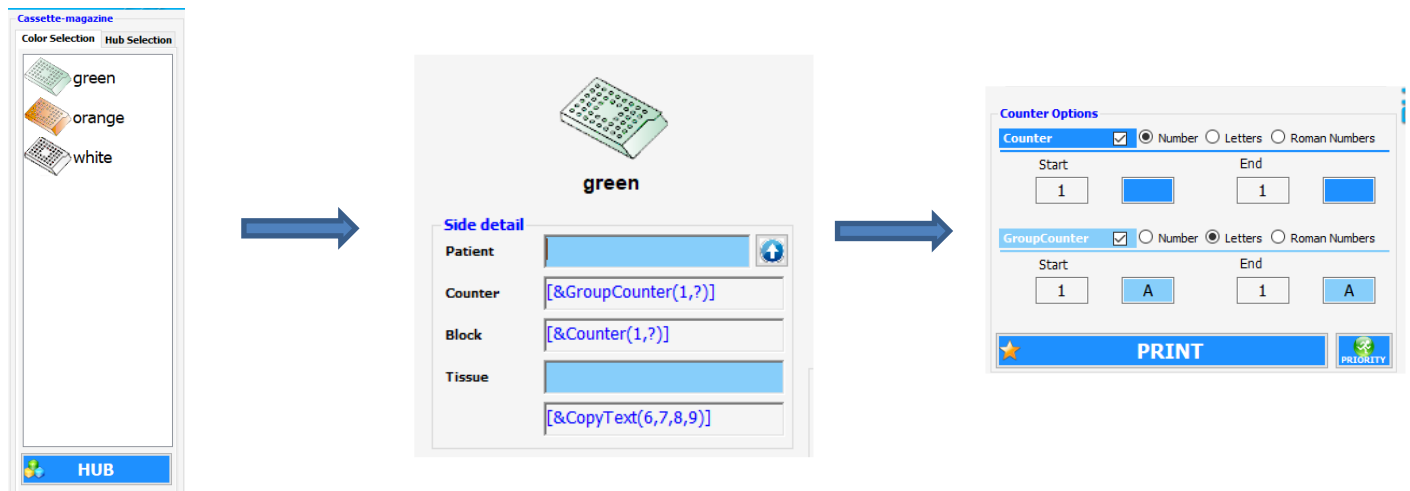 Cassette-magazine
Color Selection Hub Selection
green
orange
white
HUB
green
Side detail
Patient
Counter [&GroupCounter(1,?)]
Block [&Counter(1,?)]
Tissue
[&CopyText(6,7,8,9)]
Counter Options
Counter Number Letters Roman Numbers
Start End
1 1
GroupCounter Number Letters Roman Numbers
Start End
1 A 1 A
PRINT PRIORITY